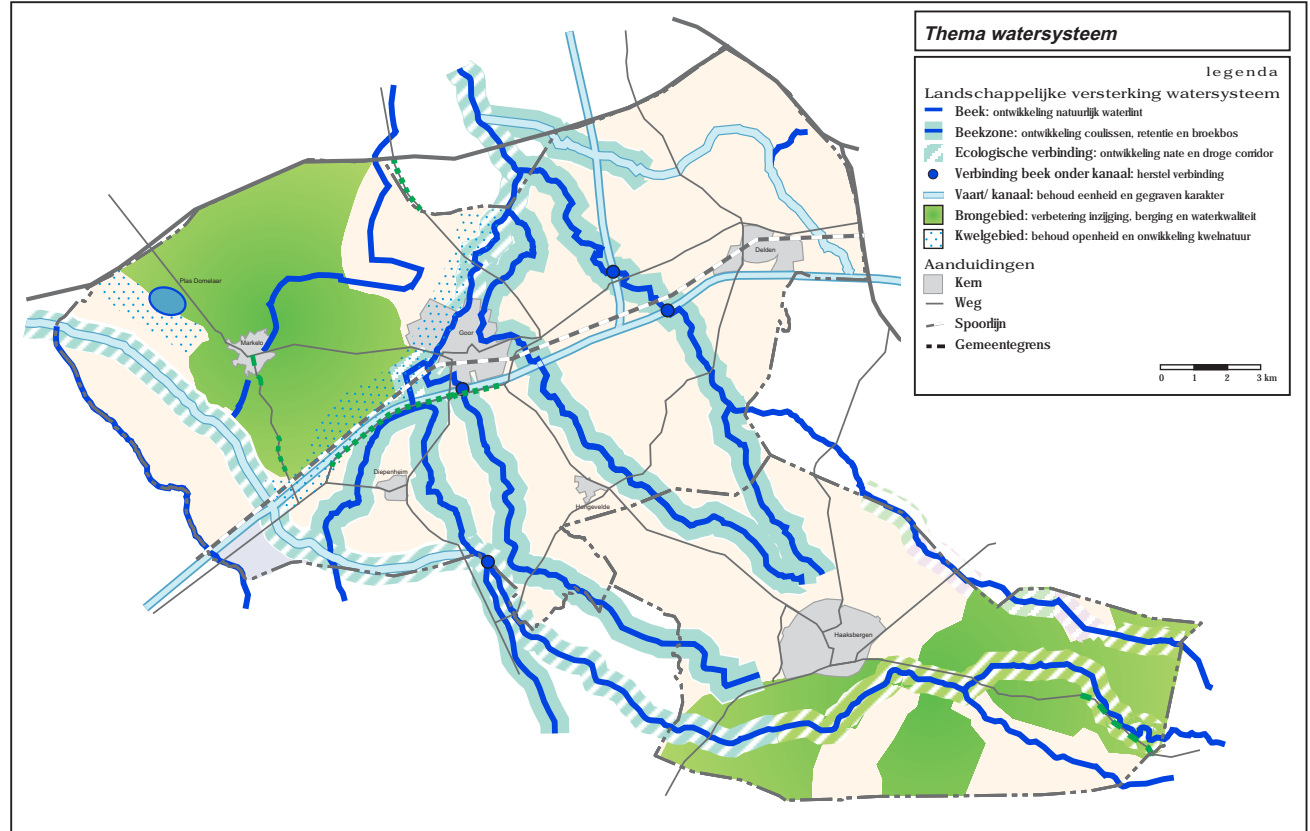 Thema watersysteem
legenda
Landschappelijke versterking watersysteem
Beek: ontwikkeling natuurlijk waterlint
Beekzone: ontwikkeling coulissen, retentie en broekbos
Ecologische verbinding: ontwikkeling nate en droge corridor
Verbinding beek onder kanaal: herstel verbinding
Vaart/ kanaal: behoud eenheid en gegraven karakter
Brongebied: verbetering inzijging, berging en waterkwaliteit
Kwelgebied: behoud openheid en onwikkeling kwelnatuur
Aanduidingen
Kern
Weg
Spoorlijn
Gemeentegrens
0 1 2 3 km
Delden
Plas Domelaar
Goor
Markelo
Diepenheim
Hengevelde
Haaksbergen